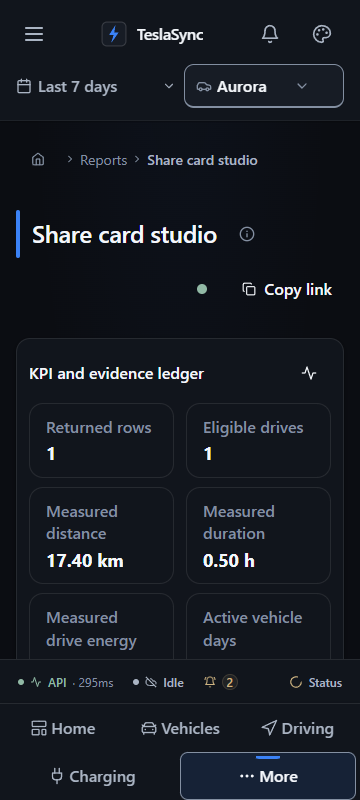 TeslaSync
Last 7 days
Aurora
Reports
Share card studio
Share card studio
Copy link
KPI and evidence ledger
Returned rows
1
Eligible drives
1
Measured
distance
17.40 km
Measured
duration
0.50 h
Measured
drive energy
Active vehicle
days
API · 295ms
Idle
2
Status
Home
Vehicles
Driving
Charging
More